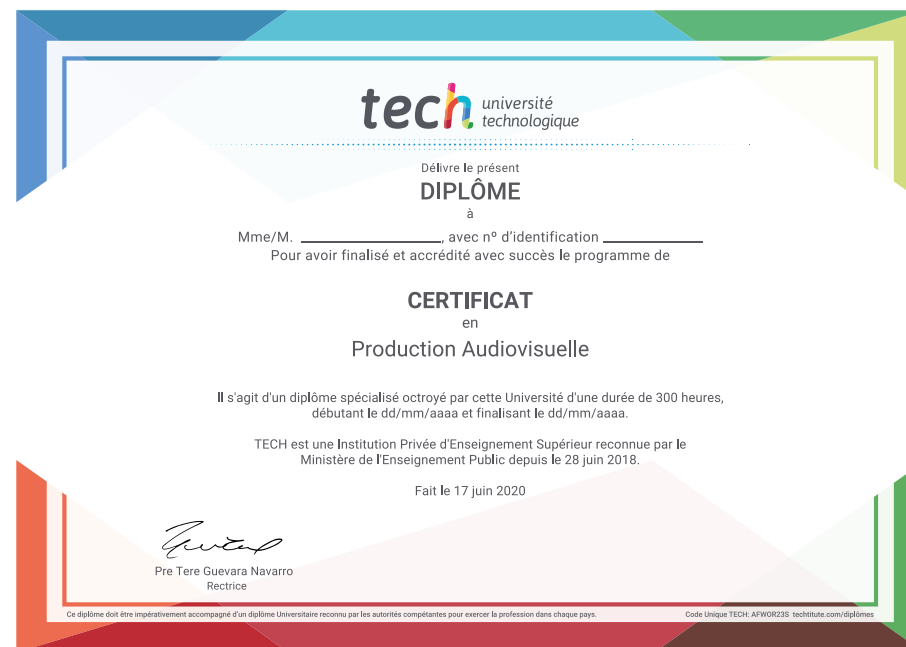 tech université
technologique
Délivre le présent
DIPLÔME
à
Mme/M. ____________________, avec nº d'identification ______________
Pour avoir finalisé et accrédité avec succès le programme de
CERTIFICAT
en
Production Audiovisuelle
Il s'agit d'un diplôme spécialisé octroyé par cette Université d'une durée de 300 heures,
débutant le dd/mm/aaaa et finalisant le dd/mm/aaaa.
TECH est une Institution Privée d'Enseignement Supérieur reconnue par le
Ministère de l'Enseignement Public depuis le 28 juin 2018.
Fait le 17 juin 2020
Pre Tere Guevara Navarro
Rectrice
Ce diplôme doit être impérativement accompagné d'un diplôme Universitaire reconnu par les autorités compétantes pour exercer la profession dans chaque pays.
Code Unique TECH: AFWOR23S techtitute.com/diplômes